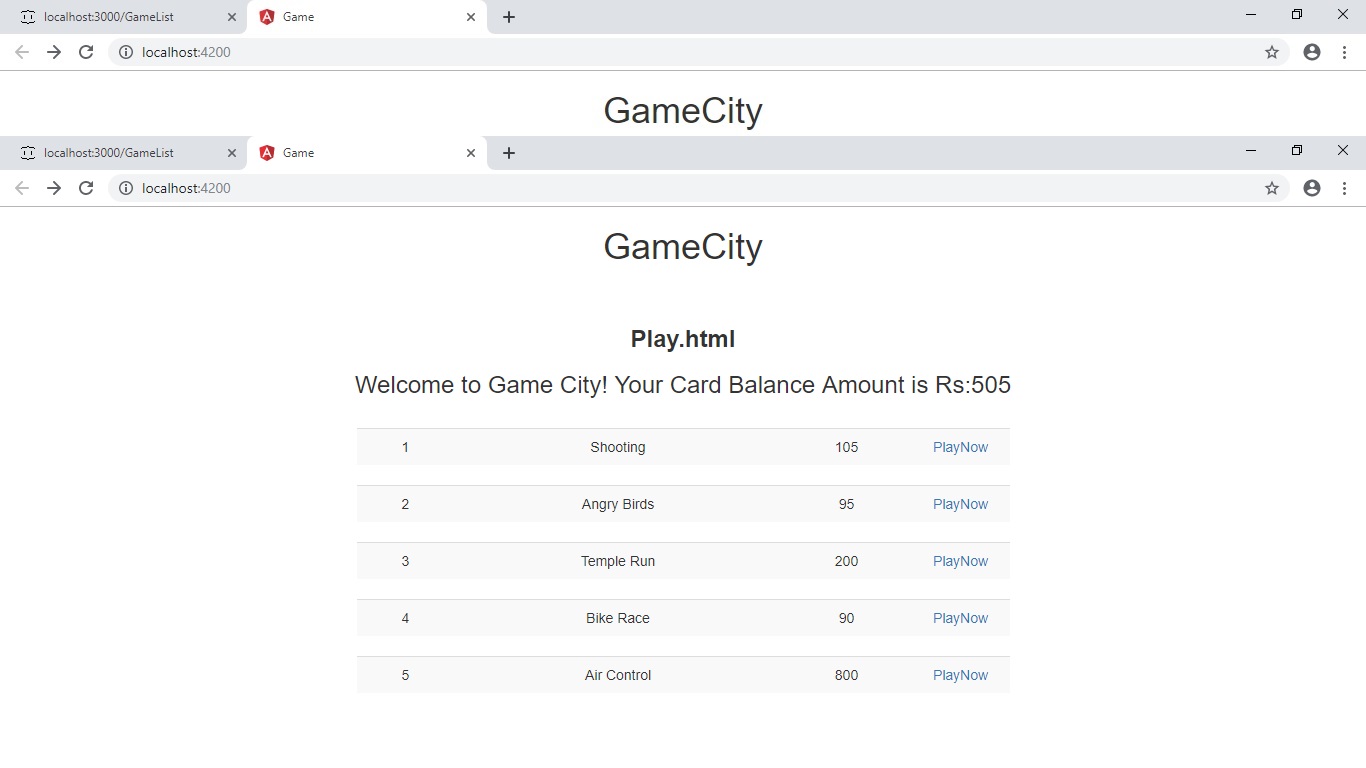 localhost:3000/GameList Game
localhost:4200
GameCity
localhost:3000/GameList Game
localhost:4200
GameCity
Play.html
Welcome to Game City! Your Card Balance Amount is Rs:505
1 Shooting 105 PlayNow
2 Angry Birds 95 PlayNow
3 Temple Run 200 PlayNow
4 Bike Race 90 PlayNow
5 Air Control 800 PlayNow